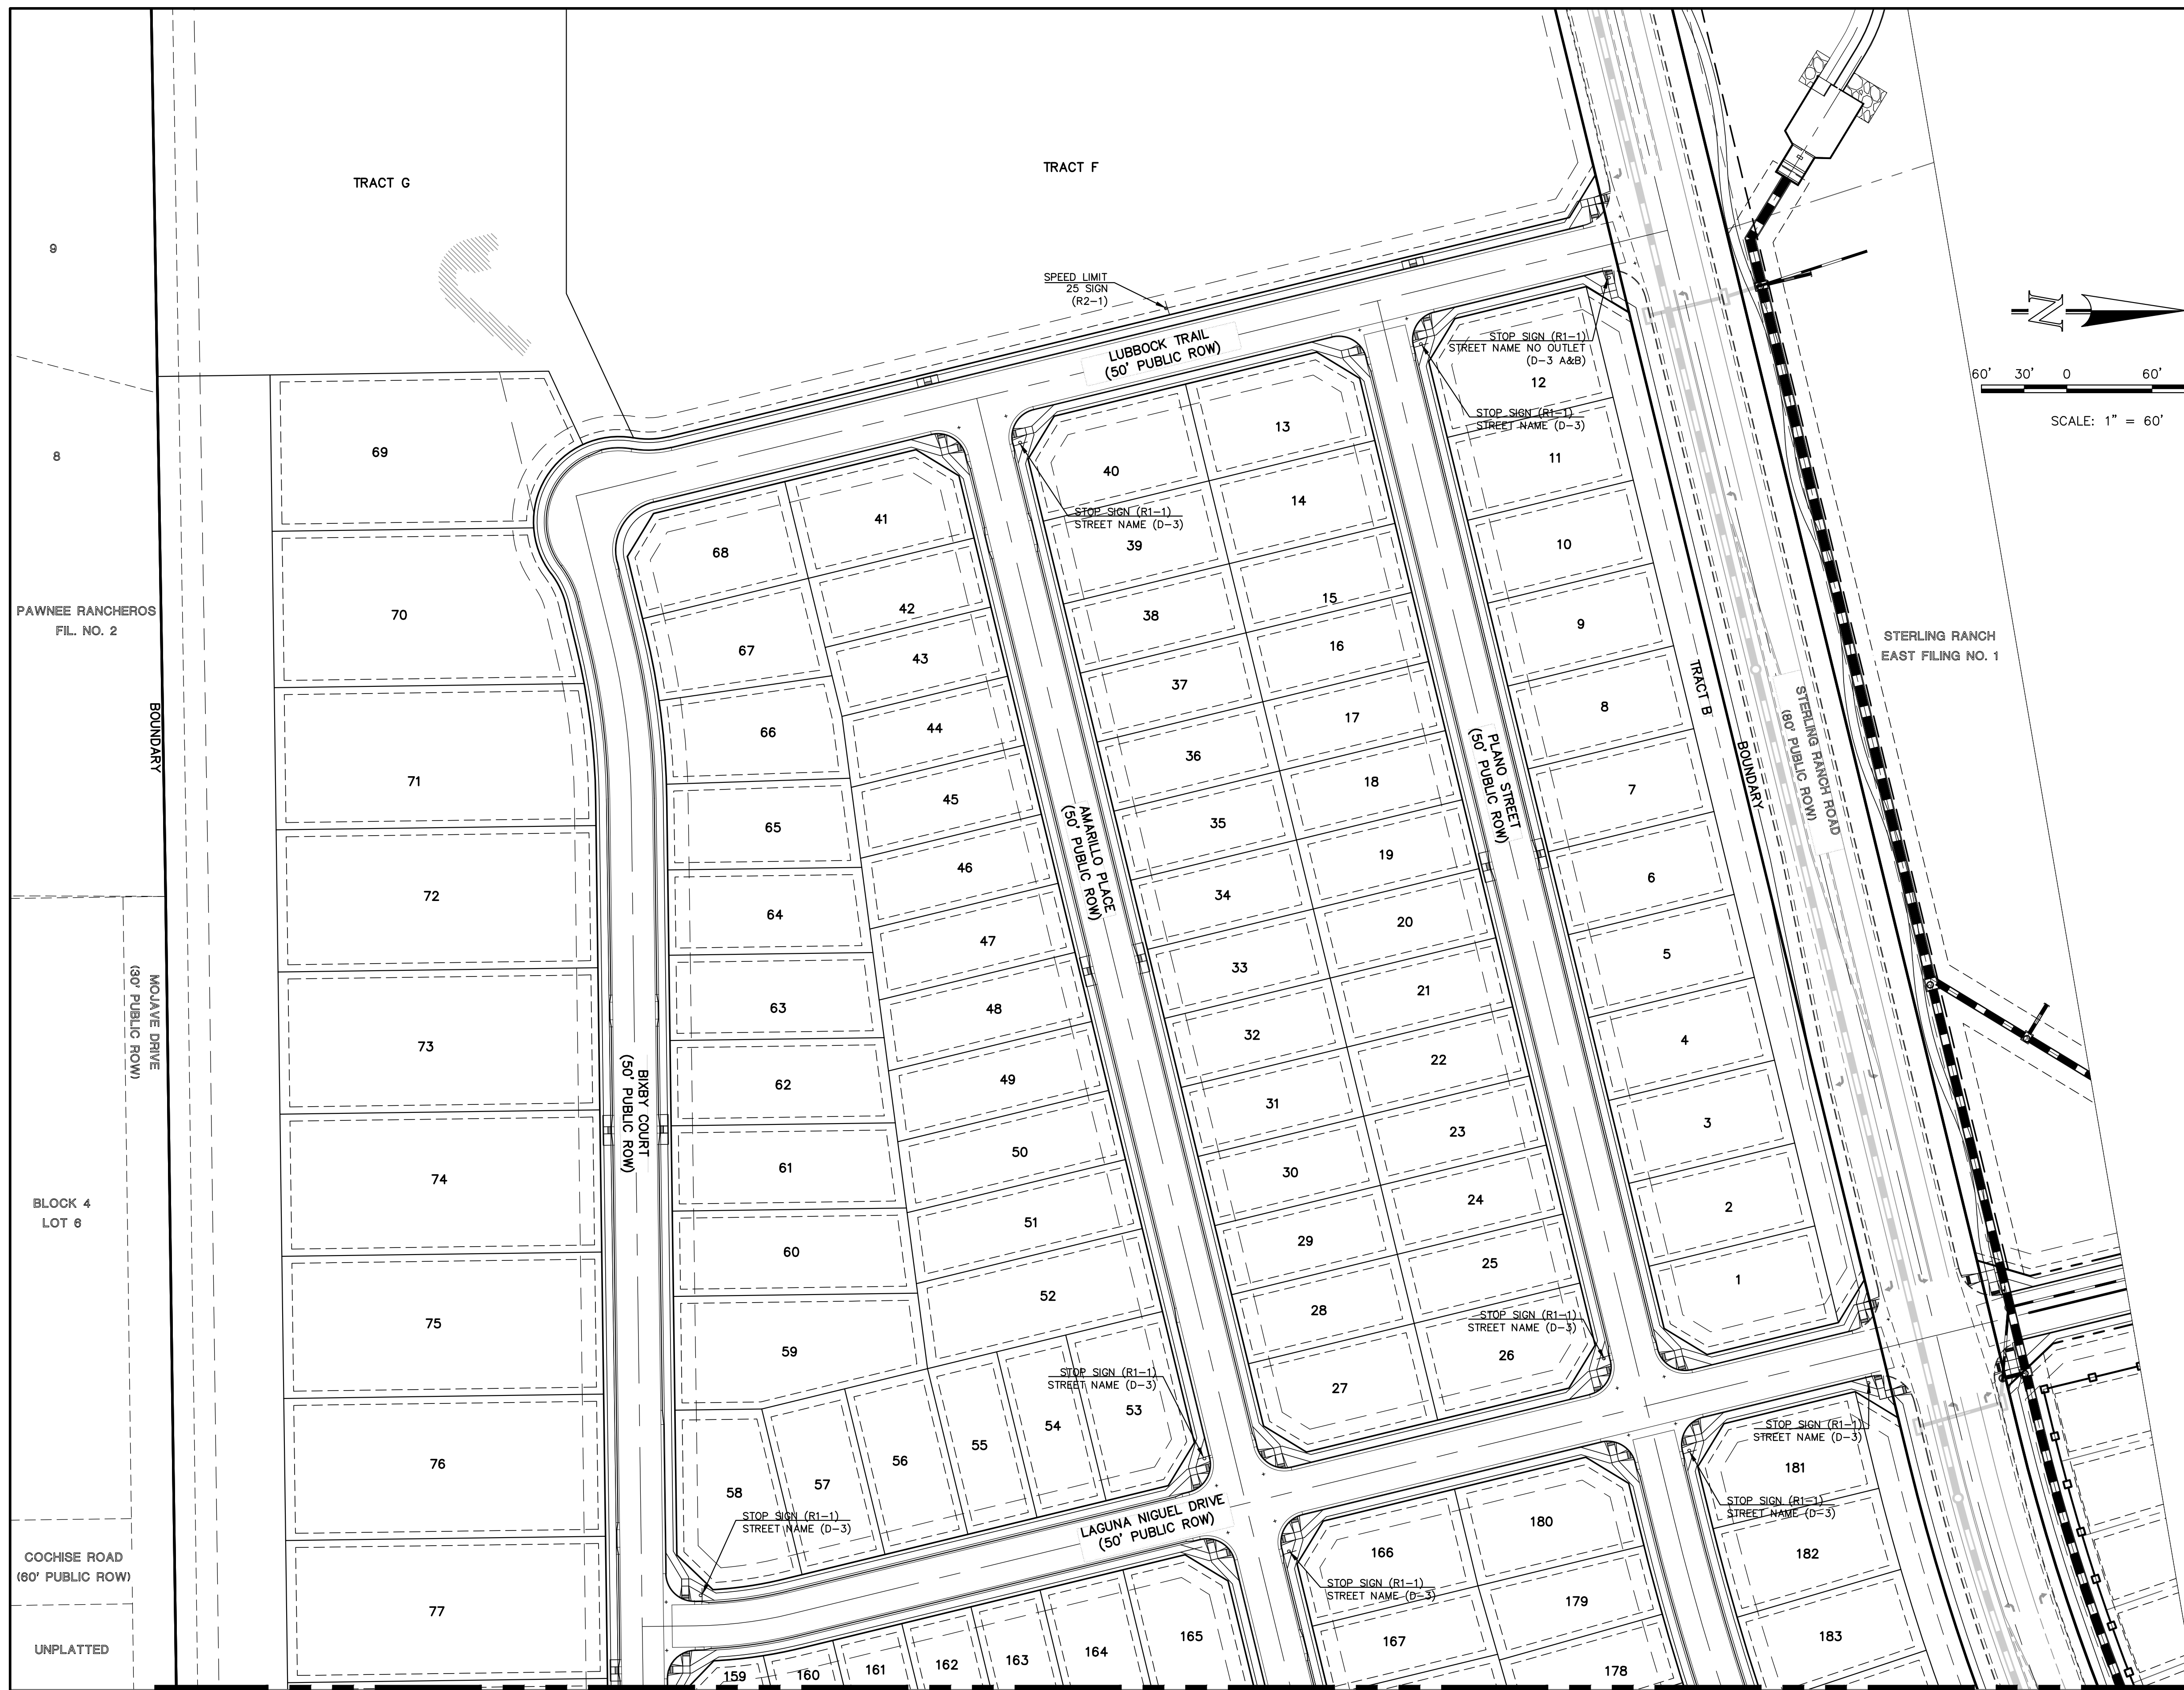 TRACT G
TRACT F
9
8
PAWNEE RANCHEROS
FIL. NO. 2
BOUNDARY
MOJAVE DRIVE
(30' PUBLIC ROW)
BLOCK 4
LOT 6
COCHISE ROAD
(60' PUBLIC ROW)
UNPLATTED
SPEED LIMIT
25 SIGN
(R2-1)
LUBBOCK TRAIL
(50' PUBLIC ROW)
STOP SIGN (R1-1)
STREET NAME NO OUTLET
(D-3 A&B)
STOP SIGN (R1-1)
STREET NAME (D-3)
STOP SIGN (R1-1)
STREET NAME (D-3)
N
60' 30' 0 60'
SCALE: 1" = 60'
STERLING RANCH
EAST FILING NO. 1
TRACT B
BOUNDARY
STERLING RANCH ROAD
(80' PUBLIC ROW)
PLANO STREET
(50' PUBLIC ROW)
AMARILLO PLACE
(50' PUBLIC ROW)
BIXBY COURT
(50' PUBLIC ROW)
69
70
71
72
73
74
75
76
77
68
67
66
65
64
63
62
61
60
59
58
57
56
55
54
53
41
42
43
44
45
46
47
48
49
50
51
52
40
39
38
37
36
35
34
33
32
31
30
29
28
27
13
14
15
16
17
18
19
20
21
22
23
24
25
26
12
11
10
9
8
7
6
5
4
3
2
1
STOP SIGN (R1-1)
STREET NAME (D-3)
STOP SIGN (R1-1)
STREET NAME (D-3)
STOP SIGN (R1-1)
STREET NAME (D-3)
LAGUNA NIGUEL DRIVE
(50' PUBLIC ROW)
STOP SIGN (R1-1)
STREET NAME (D-3)
STOP SIGN (R1-1)
STREET NAME (D-3)
STOP SIGN (R1-1)
STREET NAME (D-3)
159
160
161
162
163
164
165
166
167
180
179
178
181
182
183